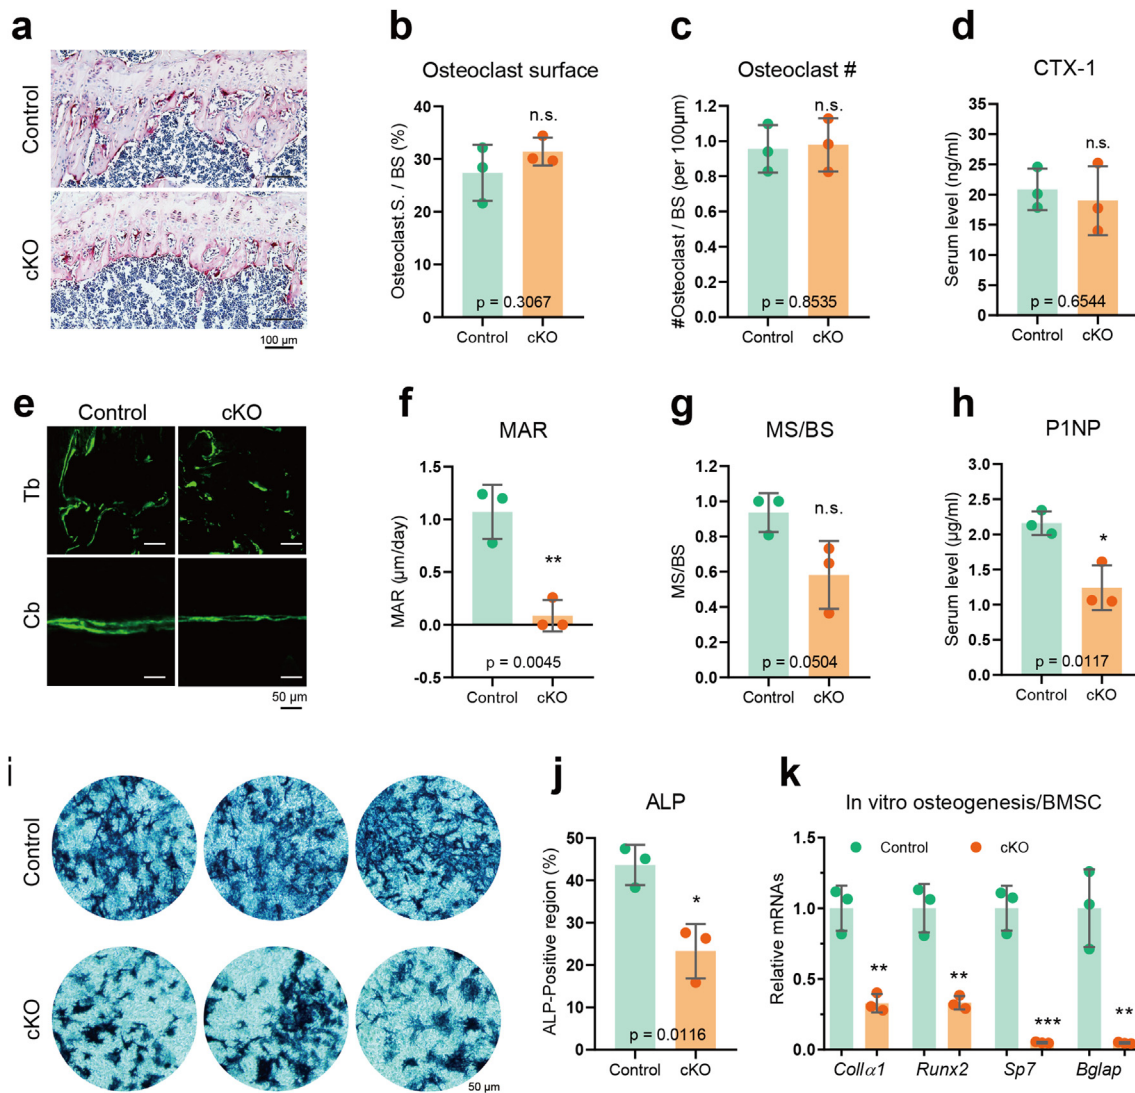 a
Control
cKO
100 µm
b
Osteoclast surface
Osteoclast.S. / BS (%)
40
30
20
10
0
n.s.
p = 0.3067
Control
cKO
c
Osteoclast #
#Osteoclast / BS (per 100µm)
1.2
1.0
0.8
0.6
0.4
0.2
0.0
n.s.
p = 0.8535
Control
cKO
d
CTX-1
Serum level (ng/ml)
35
30
25
20
15
10
5
0
n.s.
p = 0.6544
Control
cKO
e
Control
cKO
Tb
Cb
50 µm
f
MAR
MAR (µm/day)
1.5
1.0
0.5
0.0
-0.5
**
p = 0.0045
Control
cKO
g
MS/BS
MS/BS
1.0
0.8
0.6
0.4
0.2
0.0
n.s.
p = 0.0504
Control
cKO
h
P1NP
Serum level (µg/ml)
3.0
2.5
2.0
1.5
1.0
0.5
0.0
*
p = 0.0117
Control
cKO
i
Control
cKO
50 µm
j
ALP
ALP-Positive region (%)
50
40
30
20
10
0
*
p = 0.0116
Control
cKO
k
In vitro osteogenesis/BMSC
Control
cKO
Relative mRNAs
1.5
1.0
0.5
0.0
**
**
***
**
Collα1
Runx2
Sp7
Bglap